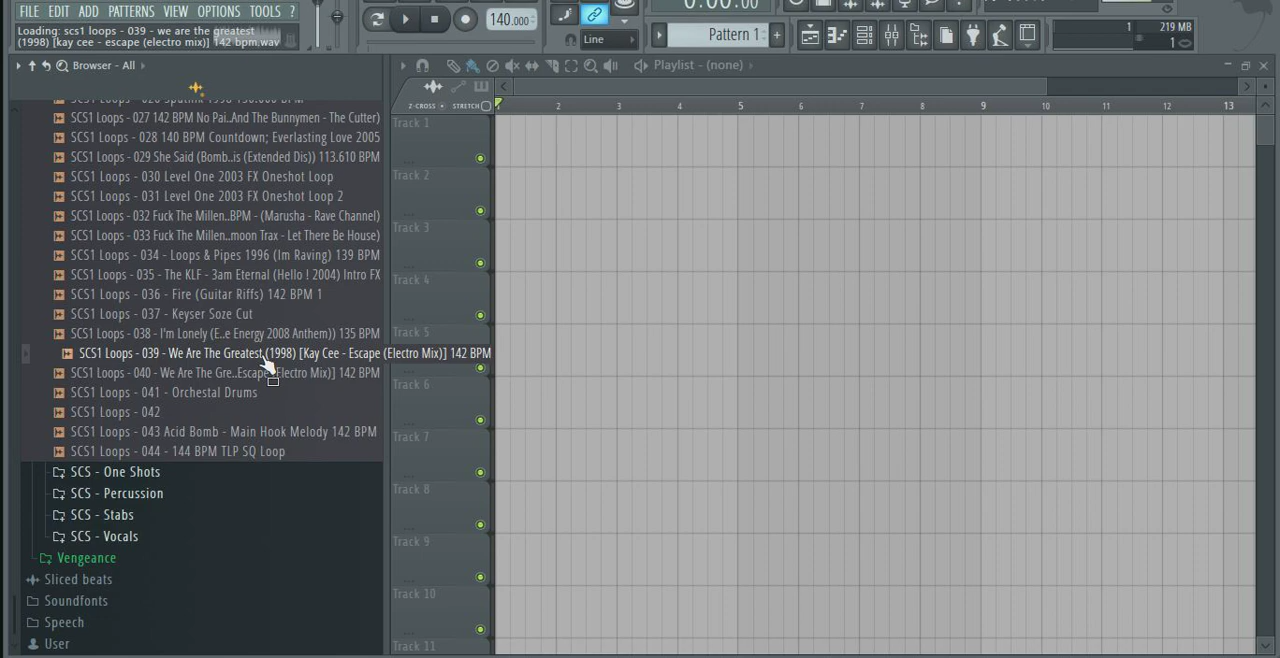 FILE EDIT ADD PATTERNS VIEW OPTIONS TOOLS ?
Loading: scs1 loops - 039 - we are the greatest
(1998) [kay cee - escape (electro mix)] 142 bpm.wav
140.000
Line
Pattern 1
+
1
219 MB
1
Browser - All
Playlist - (none)
Z-CROSS
STRETCH
2 3 4 5 6 7 8 9 10 11 12 13
SCS1 Loops - 027 142 BPM No Pai..And The Bunnymen - The Cutter)
SCS1 Loops - 028 140 BPM Countdown; Everlasting Love 2005
SCS1 Loops - 029 She Said (Bomb..is (Extended Dis)) 113.610 BPM
SCS1 Loops - 030 Level One 2003 FX Oneshot Loop
SCS1 Loops - 031 Level One 2003 FX Oneshot Loop 2
SCS1 Loops - 032 Fuck The Millen..BPM - (Marusha - Rave Channel)
SCS1 Loops - 033 Fuck The Millen..moon Trax - Let There Be House)
SCS1 Loops - 034 - Loops & Pipes 1996 (Im Raving) 139 BPM
SCS1 Loops - 035 - The KLF - 3am Eternal (Hello ! 2004) Intro FX
SCS1 Loops - 036 - Fire (Guitar Riffs) 142 BPM 1
SCS1 Loops - 037 - Keyser Soze Cut
SCS1 Loops - 038 - I'm Lonely (E..e Energy 2008 Anthem)) 135 BPM
SCS1 Loops - 039 - We Are The Greatest (1998) [Kay Cee - Escape (Electro Mix)] 142 BPM
SCS1 Loops - 040 - We Are The Gre..Escape (Electro Mix)] 142 BPM
SCS1 Loops - 041 - Orchestal Drums
SCS1 Loops - 042
SCS1 Loops - 043 Acid Bomb - Main Hook Melody 142 BPM
SCS1 Loops - 044 - 144 BPM TLP SQ Loop
SCS - One Shots
SCS - Percussion
SCS - Stabs
SCS - Vocals
Vengeance
Sliced beats
Soundfonts
Speech
User
Track 1
Track 2
Track 3
Track 4
Track 5
Track 6
Track 7
Track 8
Track 9
Track 10
Track 11